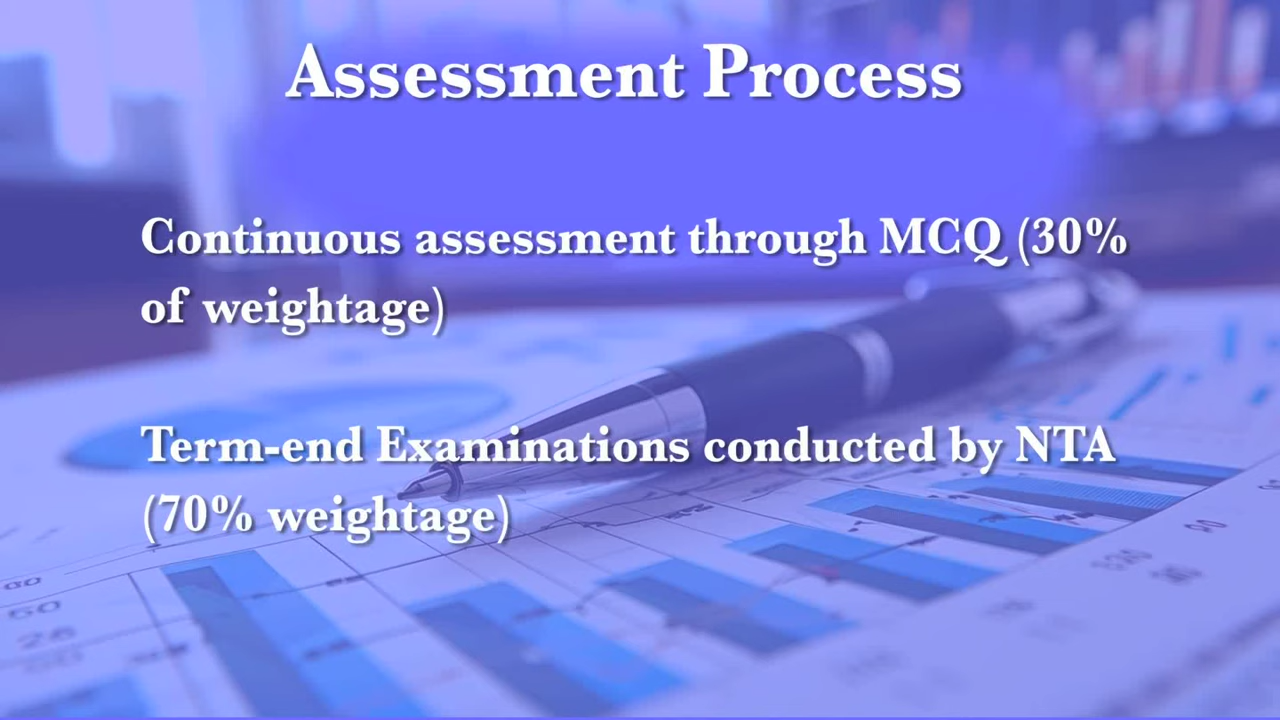 Assessment Process
Continuous assessment through MCQ (30%
of weightage)
Term-end Examinations conducted by NTA
(70% weightage)